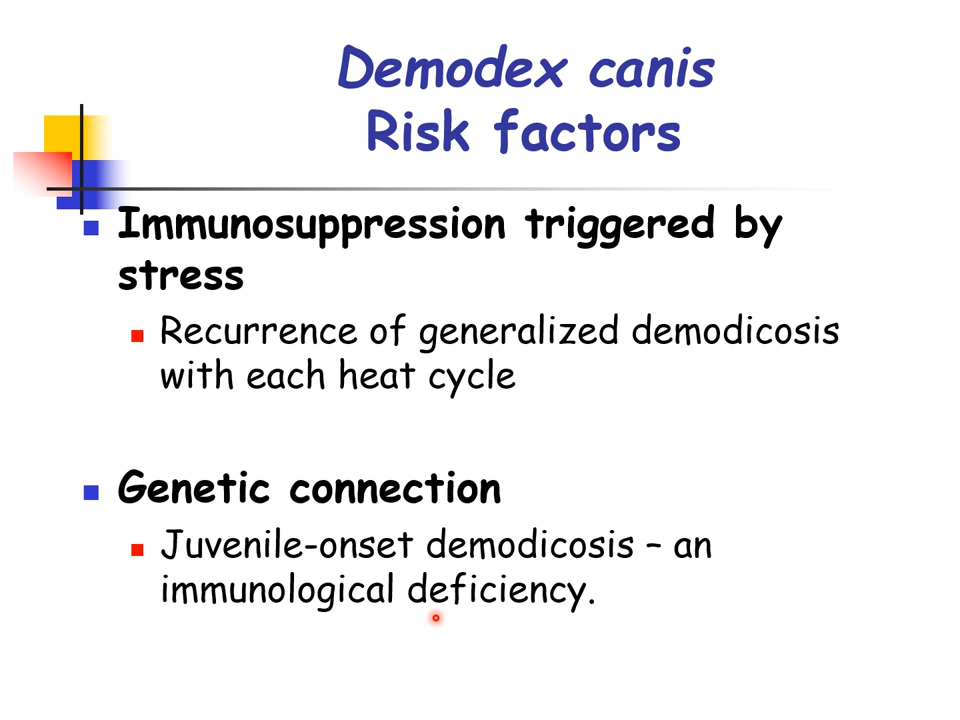 Demodex canis
Risk factors
Immunosuppression triggered by
stress
Recurrence of generalized demodicosis
with each heat cycle
Genetic connection
Juvenile-onset demodicosis – an
immunological deficiency.